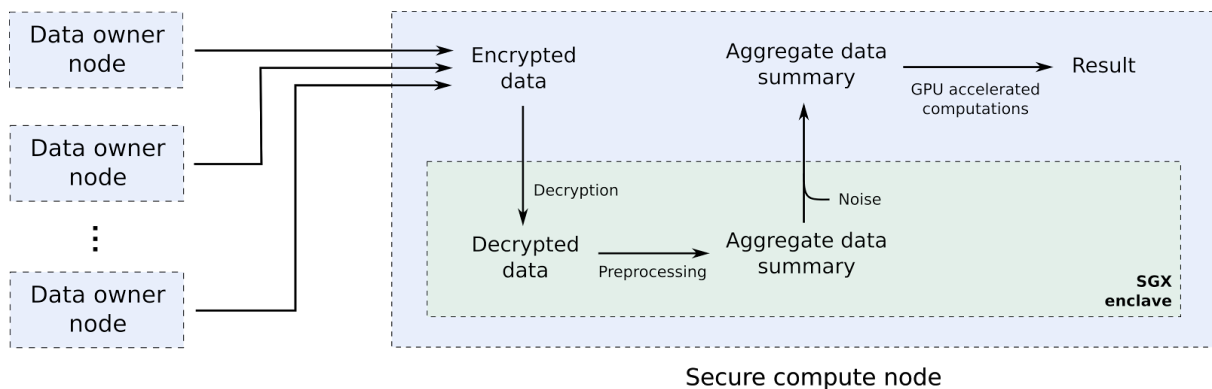 Data owner
node
Data owner
node
Data owner
node
Encrypted
data
Decryption
Decrypted
data
Preprocessing
Aggregate data
summary
Noise
Aggregate data
summary
GPU accelerated
computations
Result
SGX
enclave
Secure compute node